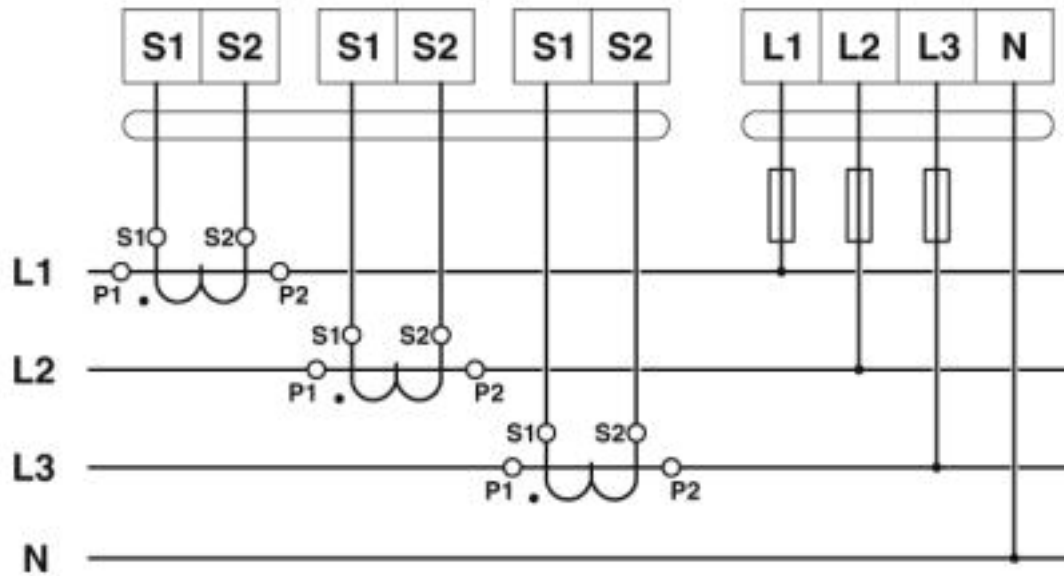 S1 S2 S1 S2 S1 S2 L1 L2 L3 N
S1 S2
L1
P1 P2
S1 S2
L2
P1 P2
S1 S2
L3
P1 P2
N